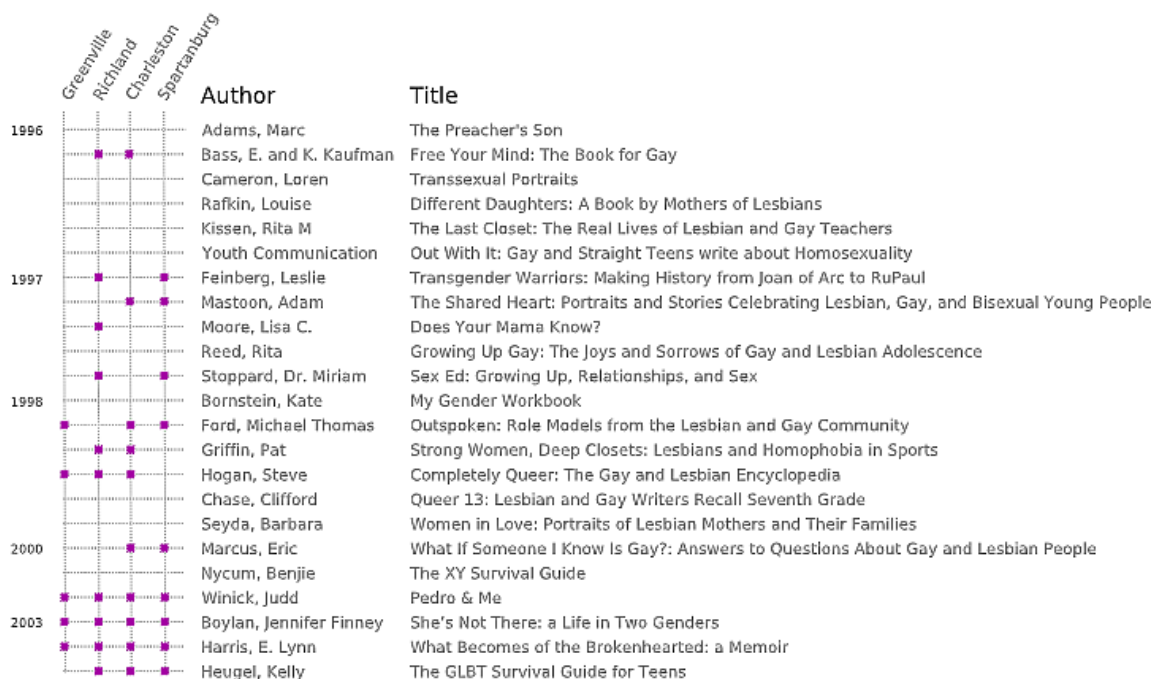 Greenville Richland Charleston Spartanburg
Author Title
1996 Adams, Marc The Preacher's Son
Bass, E. and K. Kaufman Free Your Mind: The Book for Gay
Cameron, Loren Transsexual Portraits
Rafkin, Louise Different Daughters: A Book by Mothers of Lesbians
Kissen, Rita M The Last Closet: The Real Lives of Lesbian and Gay Teachers
Youth Communication Out With It: Gay and Straight Teens write about Homosexuality
1997 Feinberg, Leslie Transgender Warriors: Making History from Joan of Arc to RuPaul
Mastoon, Adam The Shared Heart: Portraits and Stories Celebrating Lesbian, Gay, and Bisexual Young People
Moore, Lisa C. Does Your Mama Know?
Reed, Rita Growing Up Gay: The Joys and Sorrows of Gay and Lesbian Adolescence
Stoppard, Dr. Miriam Sex Ed: Growing Up, Relationships, and Sex
1998 Bornstein, Kate My Gender Workbook
Ford, Michael Thomas Outspoken: Role Models from the Lesbian and Gay Community
Griffin, Pat Strong Women, Deep Closets: Lesbians and Homophobia in Sports
Hogan, Steve Completely Queer: The Gay and Lesbian Encyclopedia
Chase, Clifford Queer 13: Lesbian and Gay Writers Recall Seventh Grade
Seyda, Barbara Women in Love: Portraits of Lesbian Mothers and Their Families
2000 Marcus, Eric What If Someone I Know Is Gay?: Answers to Questions About Gay and Lesbian People
Nycum, Benjie The XY Survival Guide
Winick, Judd Pedro & Me
2003 Boylan, Jennifer Finney She's Not There: a Life in Two Genders
Harris, E. Lynn What Becomes of the Brokenhearted: a Memoir
Heugel, Kelly The GLBT Survival Guide for Teens